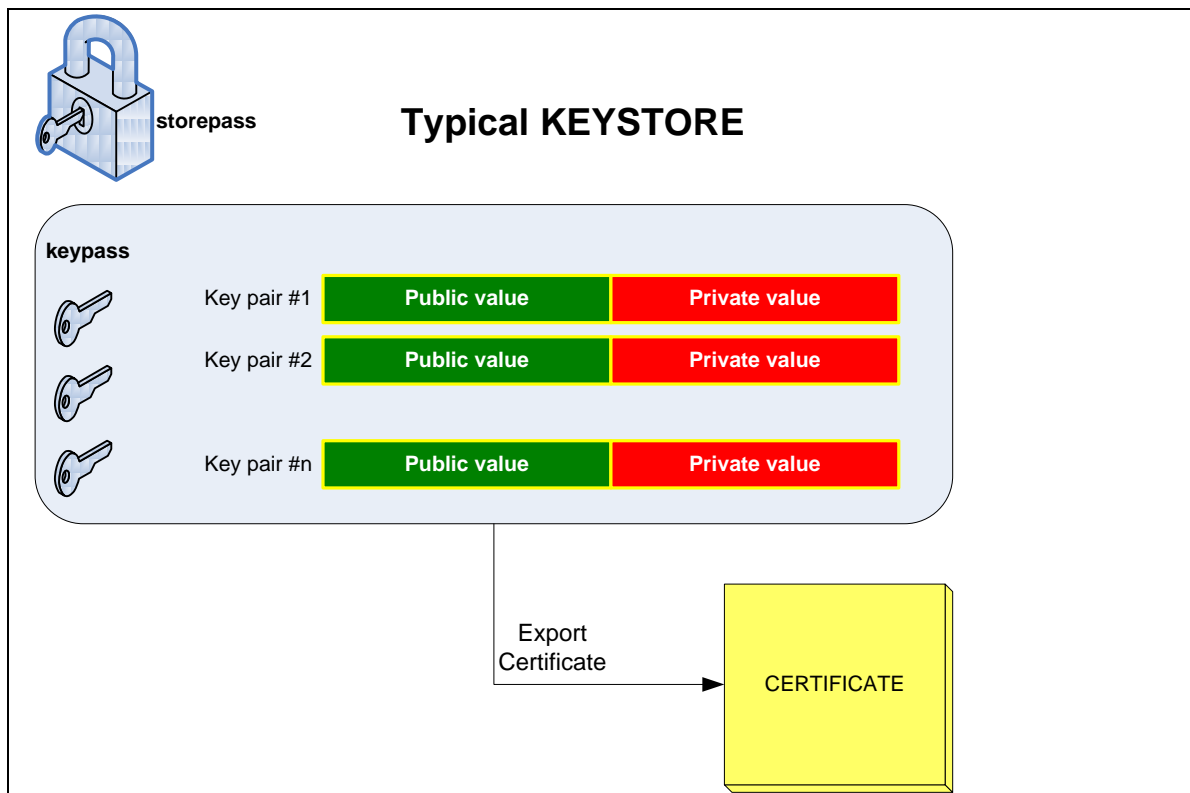 storepass
Typical KEYSTORE
keypass
Key pair #1 Public value Private value
Key pair #2 Public value Private value
Key pair #n Public value Private value
Export
Certificate
CERTIFICATE